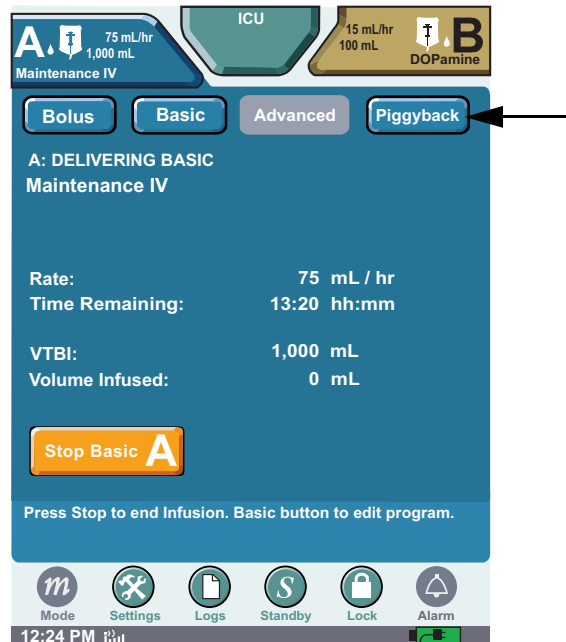 A
75 mL/hr
1,000 mL
Maintenance IV
ICU
15 mL/hr
100 mL
B
DOPamine
Bolus Basic Advanced Piggyback
A: DELIVERING BASIC
Maintenance IV
Rate: 75 mL / hr
Time Remaining: 13:20 hh:mm
VTBI: 1,000 mL
Volume Infused: 0 mL
Stop Basic A
Press Stop to end Infusion. Basic button to edit program.
m S
Mode Settings Logs Standby Lock Alarm
12:24 PM